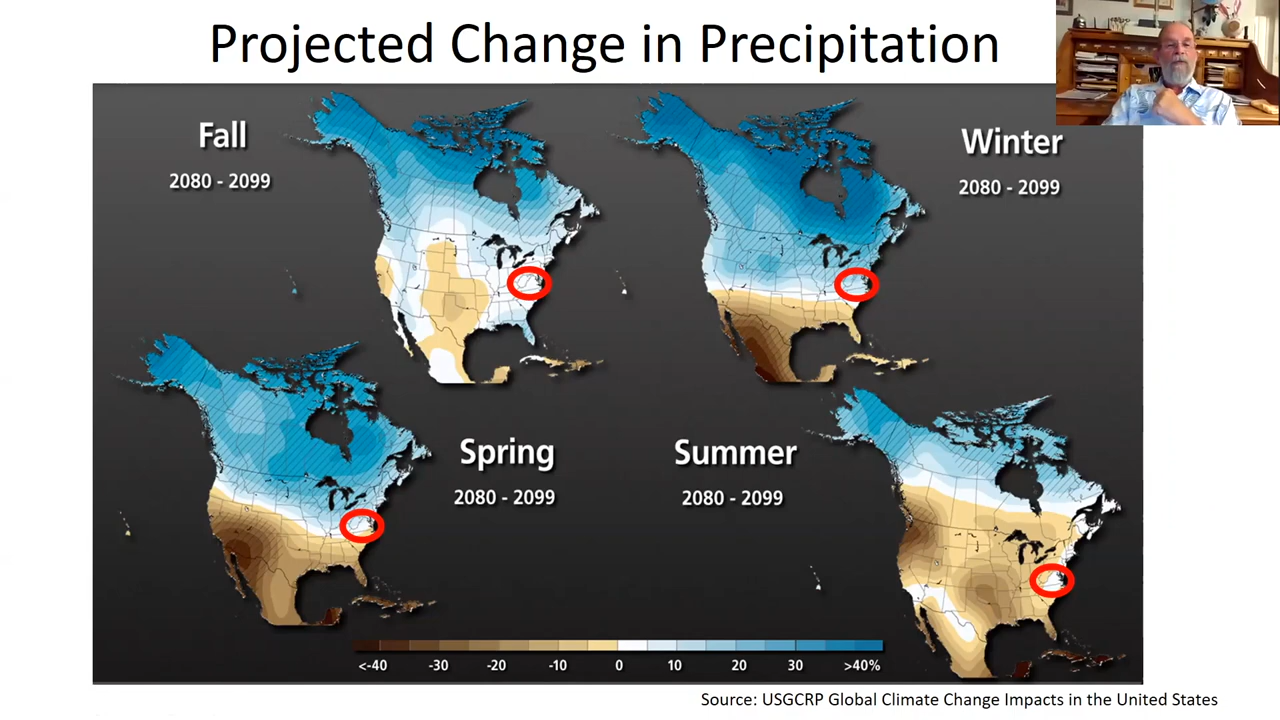 Projected Change in Precipitation
Fall
2080 - 2099
Winter
2080 - 2099
Spring
2080 - 2099
Summer
2080 - 2099
<-40 -30 -20 -10 0 10 20 30 >40%
Source: USGCRP Global Climate Change Impacts in the United States